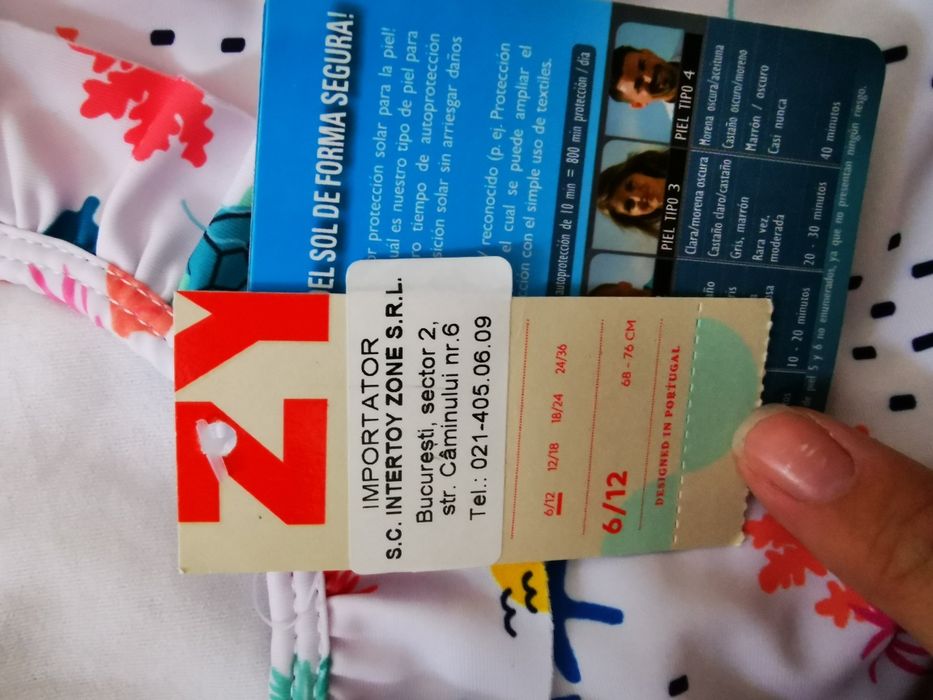 ZY
IMPORTATOR
S.C. INTERTOY ZONE S.R.L.
București, sector 2,
str. Căminului nr.6
Tel.: 021-405.06.09
6/12 12/18 18/24 24/36
6/12 68 - 76 CM
DESIGNED IN PORTUGAL
EL SOL DE FORMA SEGURA!
protección solar para la piel!
es nuestro tipo de piel para
tiempo de autoprotección
solar sin arriesgar daños
reconocido (p. ej. Protección
el cual se puede ampliar el
con el simple uso de textiles.
autoprotección de 10 min = 800 min protección / día
PIEL TIPO 3 PIEL TIPO 4
Clara/morena oscura Morena oscura/aceituna
Castaño claro/castaño Castaño oscuro/moreno
Gris, marrón Marrón / oscuro
Rara vez, Casi nunca
moderada
10 - 20 minutos 20 - 30 minutos 40 minutos
de piel 5 y 6 no enumerados, ya que no presentan ningún riesgo.